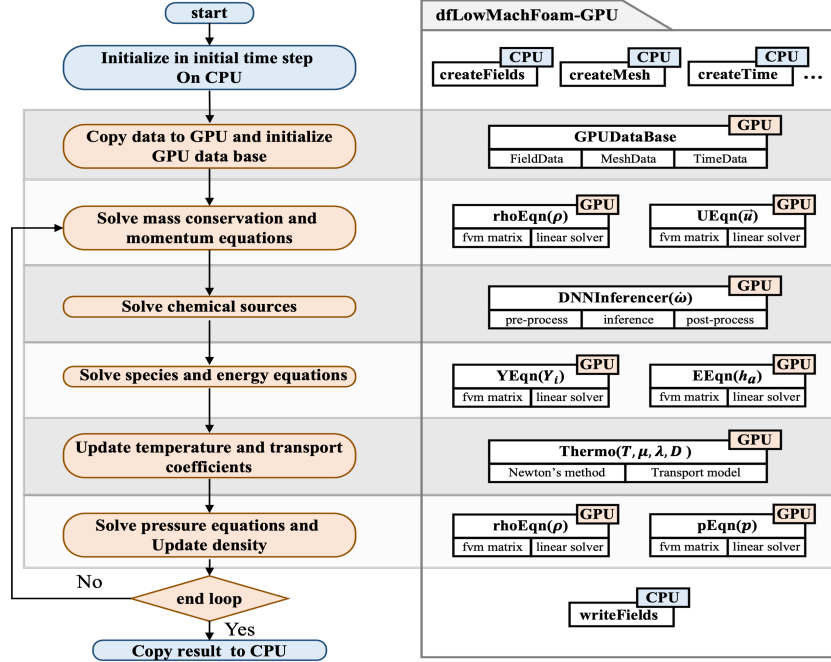 start
dfLowMachFoam-GPU
Initialize in initial time step
On CPU
CPU
createFields
CPU
createMesh
CPU
createTime
...
Copy data to GPU and initialize
GPU data base
GPU
GPUDataBase
FieldData
MeshData
TimeData
Solve mass conservation and
momentum equations
GPU
rhoEqn(ρ)
fvm matrix
linear solver
GPU
UEqn(u⃗)
fvm matrix
linear solver
Solve chemical sources
GPU
DNNInferencer(ω̇)
pre-process
inference
post-process
Solve species and energy equations
GPU
YEqn(Yᵢ)
fvm matrix
linear solver
GPU
EEqn(hₐ)
fvm matrix
linear solver
Update temperature and transport
coefficients
GPU
Thermo(T, μ, λ, D )
Newton's method
Transport model
Solve pressure equations and
Update density
GPU
rhoEqn(ρ)
fvm matrix
linear solver
GPU
pEqn(p)
fvm matrix
linear solver
No
end loop
CPU
writeFields
Yes
Copy result to CPU